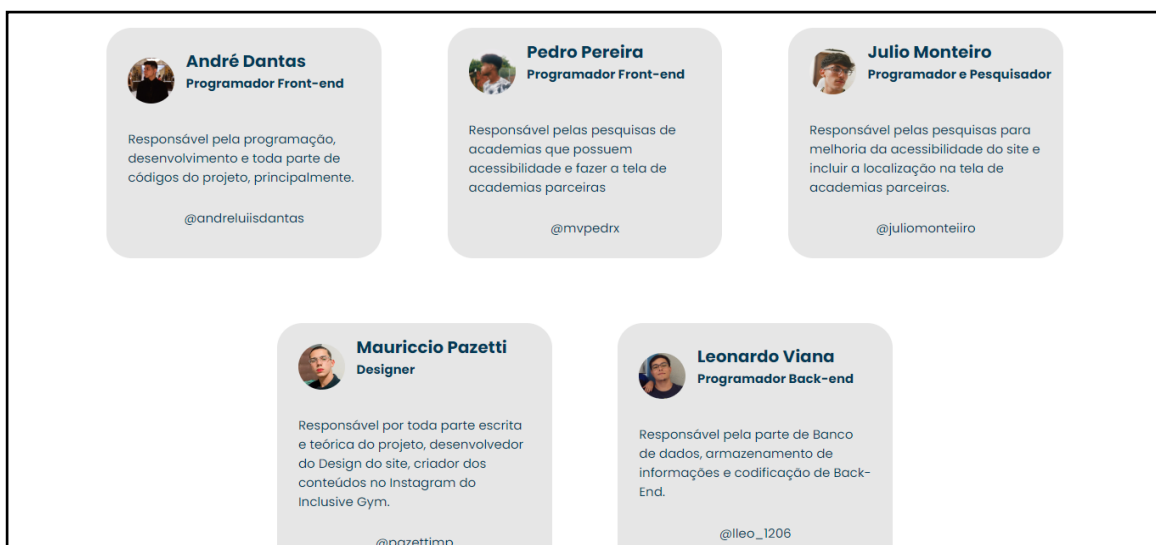 André Dantas
Programador Front-end
Responsável pela programação,
desenvolvimento e toda parte de
códigos do projeto, principalmente.
@andreluiisdantas
Pedro Pereira
Programador Front-end
Responsável pelas pesquisas de
academias que possuem
acessibilidade e fazer a tela de
academias parceiras
@mvpedrx
Julio Monteiro
Programador e Pesquisador
Responsável pelas pesquisas para
melhoria da acessibilidade do site e
incluir a localização na tela de
academias parceiras.
@juliomonteiiro
Mauriccio Pazetti
Designer
Responsável por toda parte escrita
e teórica do projeto, desenvolvedor
do Design do site, criador dos
conteúdos no Instagram do
Inclusive Gym.
@pazettimp
Leonardo Viana
Programador Back-end
Responsável pela parte de Banco
de dados, armazenamento de
informações e codificação de Back-
End.
@lleo_1206